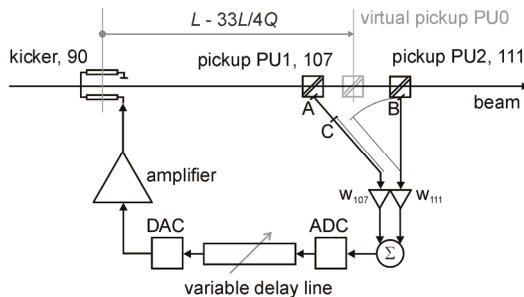 L - 33L/4Q
virtual pickup PU0
kicker, 90
pickup PU1, 107
pickup PU2, 111
A
B
beam
C
amplifier
w107
w111
DAC
ADC
Σ
variable delay line